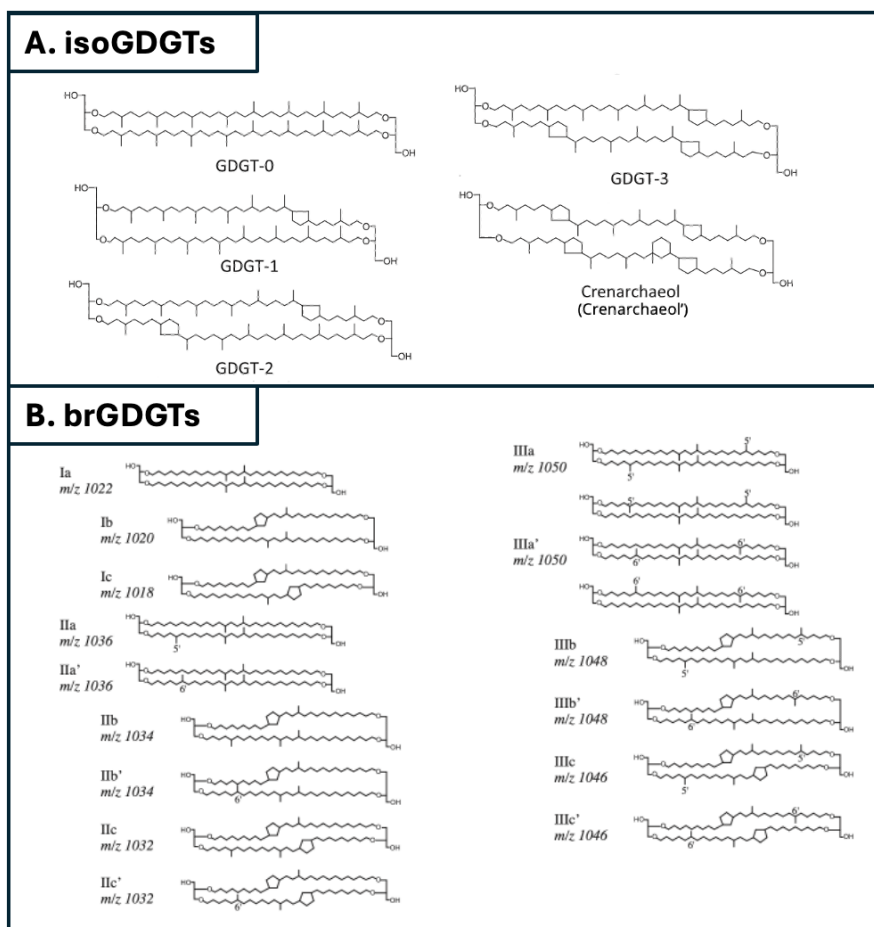 A. isoGDGTs
HO
O
O
OH
GDGT-0
HO
O
O
OH
GDGT-1
HO
O
O
OH
GDGT-2
HO
O
O
OH
GDGT-3
HO
O
O
OH
Crenarchaeol
(Crenarchaeol')
B. brGDGTs
Ia
m/z 1022
Ib
m/z 1020
Ic
m/z 1018
IIa
m/z 1036
5'
IIa’
m/z 1036
6'
IIb
m/z 1034
IIb’
m/z 1034
6'
IIc
m/z 1032
IIc’
m/z 1032
6'
IIIa
m/z 1050
5'
5'
5'
5'
IIIa’
m/z 1050
6'
6'
6'
6'
IIIb
m/z 1048
5'
5'
IIIb’
m/z 1048
6'
6'
IIIc
m/z 1046
5'
5'
IIIc’
m/z 1046
6'
6'